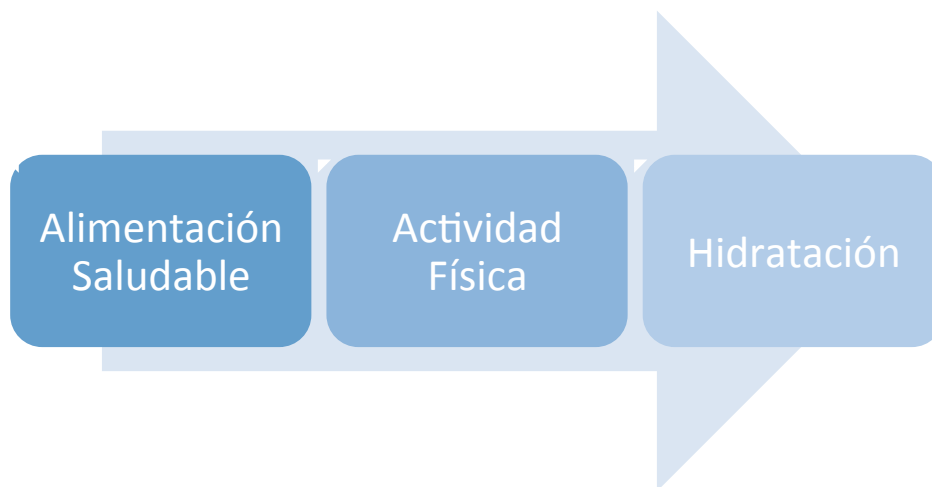 Alimentación
Saludable
Actividad
Física
Hidratación